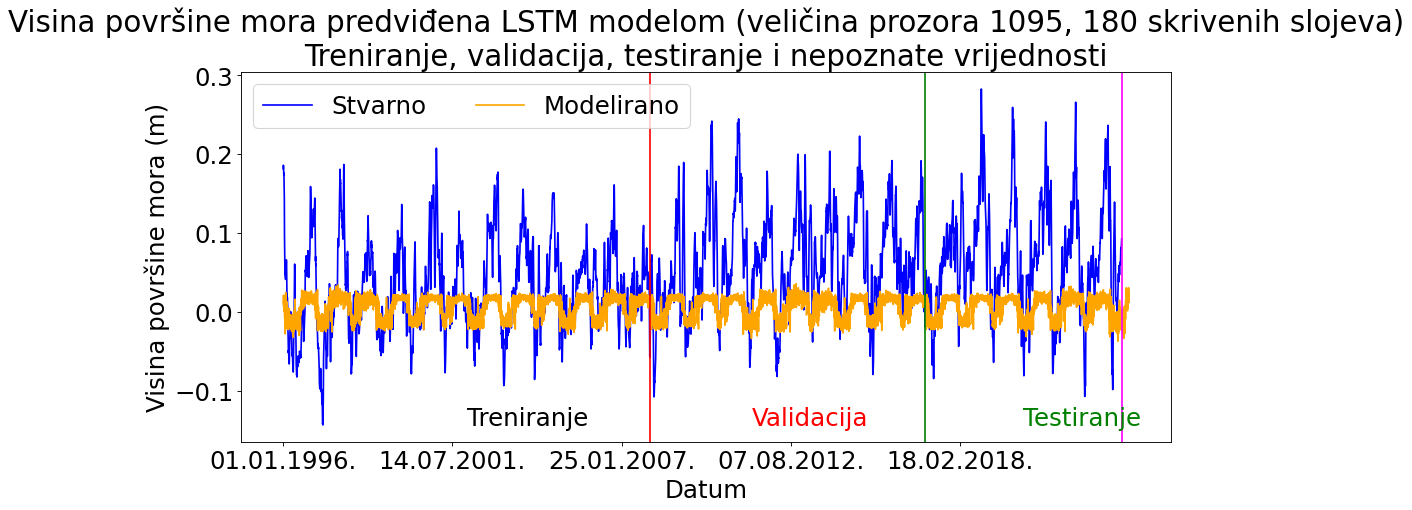 Visina površine mora predviđena LSTM modelom (veličina prozora 1095, 180 skrivenih slojeva)
Treniranje, validacija, testiranje i nepoznate vrijednosti
Stvarno
Modelirano
Visina površine mora (m)
0.3
0.2
0.1
0.0
−0.1
Treniranje
Validacija
Testiranje
01.01.1996.
14.07.2001.
25.01.2007.
07.08.2012.
18.02.2018.
Datum